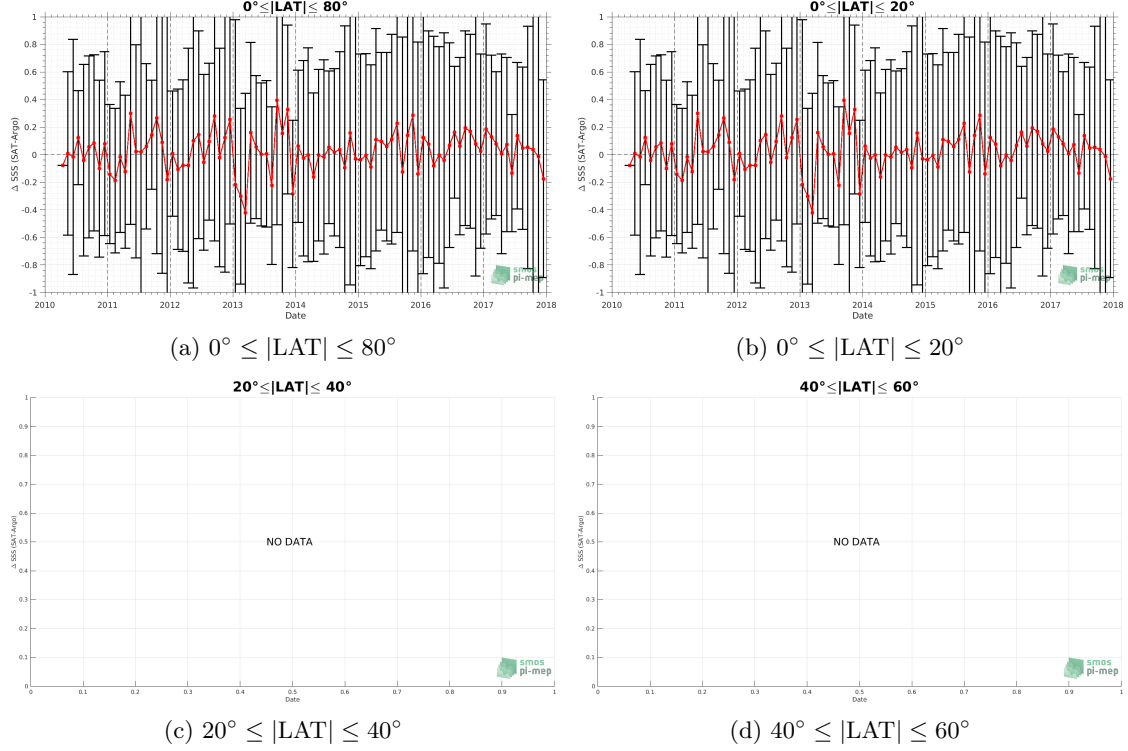 0°≤|LAT|≤ 80°
1
0.8
0.6
0.4
0.2
0
-0.2
-0.4
-0.6
-0.8
-1
Δ SSS (SAT-Argo)
2010 2011 2012 2013 2014 2015 2016 2017 2018
Date
smos
pi-mep
(a) 0° ≤ |LAT| ≤ 80°
0°≤|LAT|≤ 20°
1
0.8
0.6
0.4
0.2
0
-0.2
-0.4
-0.6
-0.8
-1
Δ SSS (SAT-Argo)
2010 2011 2012 2013 2014 2015 2016 2017 2018
Date
smos
pi-mep
(b) 0° ≤ |LAT| ≤ 20°
20°≤|LAT|≤ 40°
1
0.9
0.8
0.7
0.6
0.5
0.4
0.3
0.2
0.1
0
Δ SSS (SAT-Argo)
NO DATA
0 0.1 0.2 0.3 0.4 0.5 0.6 0.7 0.8 0.9 1
Date
smos
pi-mep
(c) 20° ≤ |LAT| ≤ 40°
40°≤|LAT|≤ 60°
1
0.9
0.8
0.7
0.6
0.5
0.4
0.3
0.2
0.1
0
Δ SSS (SAT-Argo)
NO DATA
0 0.1 0.2 0.3 0.4 0.5 0.6 0.7 0.8 0.9 1
Date
smos
pi-mep
(d) 40° ≤ |LAT| ≤ 60°